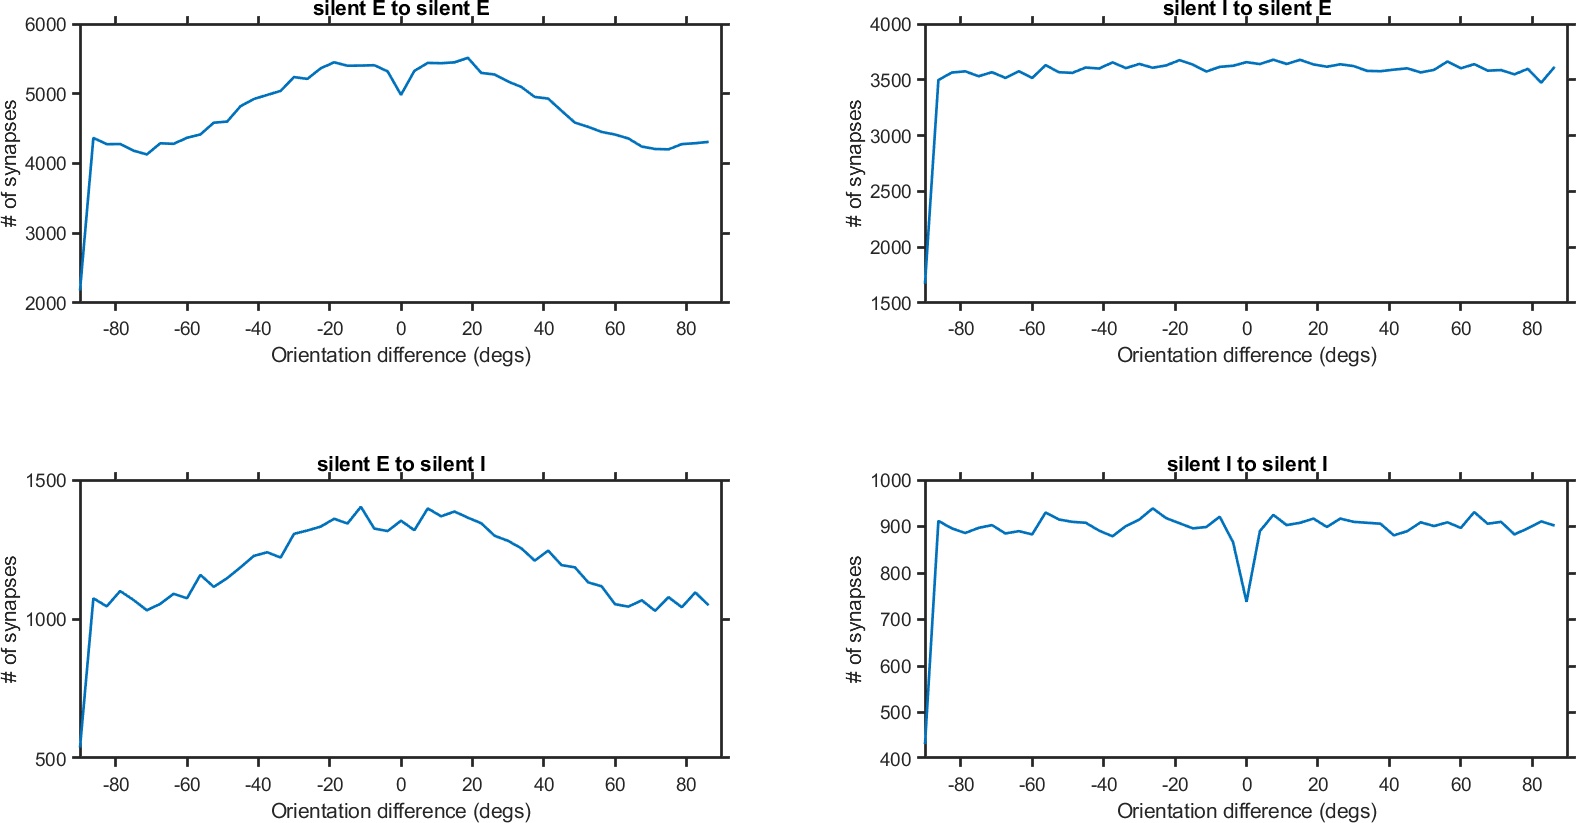 silent E to silent E
6000
5000
4000
3000
2000
# of synapses
-80 -60 -40 -20 0 20 40 60 80
Orientation difference (degs)
silent I to silent E
4000
3500
3000
2500
2000
1500
# of synapses
-80 -60 -40 -20 0 20 40 60 80
Orientation difference (degs)
silent E to silent I
1500
1000
500
# of synapses
-80 -60 -40 -20 0 20 40 60 80
Orientation difference (degs)
silent I to silent I
1000
900
800
700
600
500
400
# of synapses
-80 -60 -40 -20 0 20 40 60 80
Orientation difference (degs)